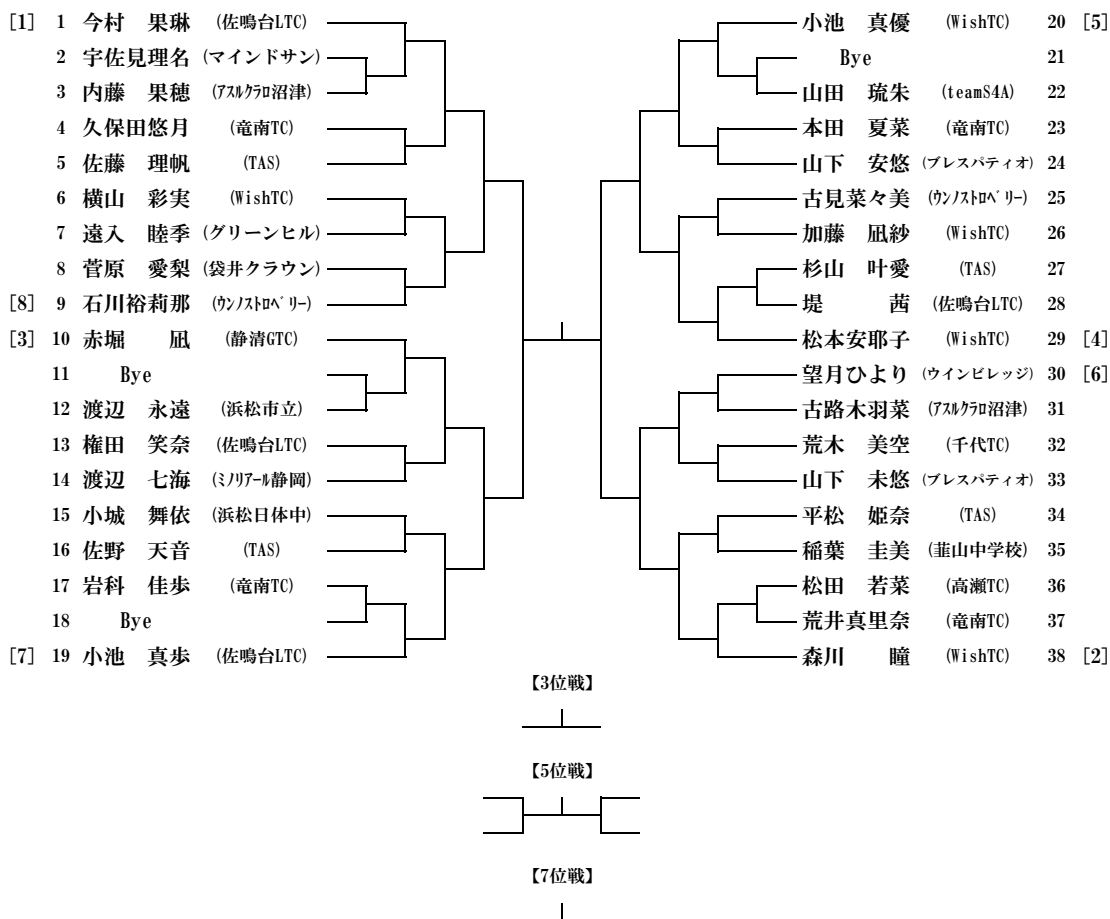 [1] 1 今村 果琳 (佐鳴台LTC)
2 宇佐見理名 (マインドサン)
3 内藤 果穂 (アスルクラロ沼津)
4 久保田悠月 (竜南TC)
5 佐藤 理帆 (TAS)
6 横山 彩実 (WishTC)
7 遠入 睦季 (グリーンヒル)
8 菅原 愛梨 (袋井クラウン)
[8] 9 石川裕莉那 (ウンノストロベリー)
[3] 10 赤堀 凪 (静清GTC)
11 Bye
12 渡辺 永遠 (浜松市立)
13 権田 笑奈 (佐鳴台LTC)
14 渡辺 七海 (ミノリアール静岡)
15 小城 舞依 (浜松日体中)
16 佐野 天音 (TAS)
17 岩科 佳歩 (竜南TC)
18 Bye
[7] 19 小池 真歩 (佐鳴台LTC)
小池 真優 (WishTC) 20 [5]
Bye 21
山田 琉朱 (teamS4A) 22
本田 夏菜 (竜南TC) 23
山下 安悠 (ブレスパティオ) 24
古見菜々美 (ウンノストロベリー) 25
加藤 凪紗 (WishTC) 26
杉山 叶愛 (TAS) 27
堤 茜 (佐鳴台LTC) 28
松本安耶子 (WishTC) 29 [4]
望月ひより (ウインビレッジ) 30 [6]
古路木羽菜 (アスルクラロ沼津) 31
荒木 美空 (千代TC) 32
山下 未悠 (ブレスパティオ) 33
平松 姫奈 (TAS) 34
稲葉 圭美 (韮山中学校) 35
松田 若菜 (高瀬TC) 36
荒井真里奈 (竜南TC) 37
森川 瞳 (WishTC) 38 [2]
【3位戦】
【5位戦】
【7位戦】